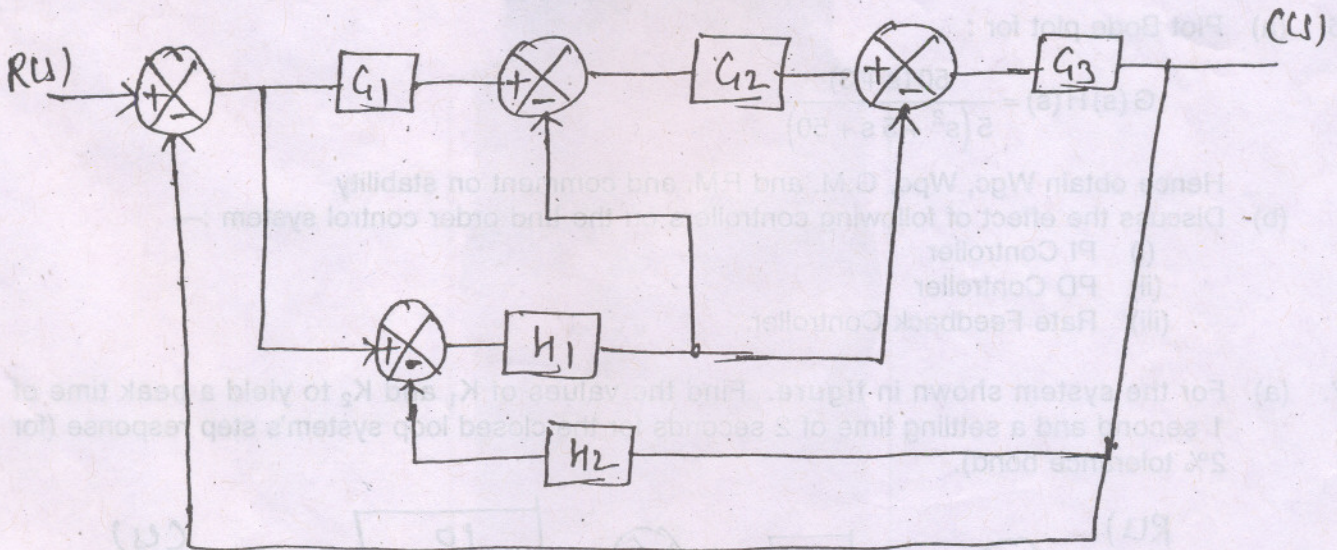 (a) Plot Bode plot for :
R(s)
C(s)
+
-
G1
+
-
G2
+
-
G3
G(s)H(s) =
Hence obtain Wgc, Wpc, G.M. and P.M. and comment on stability
(b) Discuss the effect of following controllers on the IInd order control system :—
(i) PI Controller
(ii) PD Controller
(iii) Rate Feedback Controller.
+
-
H1
H2
(a) For the system shown in figure. Find the values of K1 and K2 to yield a peak time of
1 second and a settling time of 2 seconds for the closed loop system's step response (for
2% tolerance band).
R(s)
10
C(s)